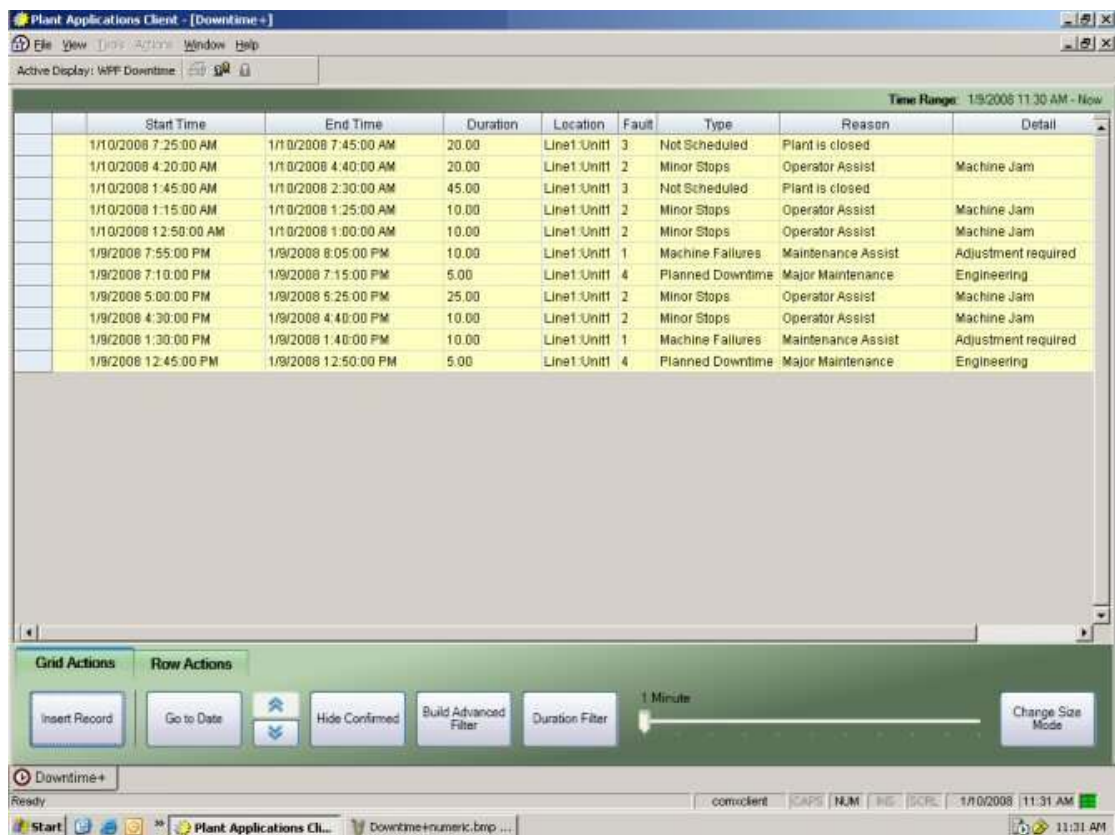 Plant Applications Client - [Downtime+]
File View Tools Actions Window Help
Active Display: WPF Downtime
Time Range: 1/9/2008 11:30 AM - Now
Start Time End Time Duration Location Fault Type Reason Detail
1/10/2008 7:25:00 AM 1/10/2008 7:45:00 AM 20.00 Line1:Unit1 3 Not Scheduled Plant is closed
1/10/2008 4:20:00 AM 1/10/2008 4:40:00 AM 20.00 Line1:Unit1 2 Minor Stops Operator Assist Machine Jam
1/10/2008 1:45:00 AM 1/10/2008 2:30:00 AM 45.00 Line1:Unit1 3 Not Scheduled Plant is closed
1/10/2008 1:15:00 AM 1/10/2008 1:25:00 AM 10.00 Line1:Unit1 2 Minor Stops Operator Assist Machine Jam
1/10/2008 12:50:00 AM 1/10/2008 1:00:00 AM 10.00 Line1:Unit1 2 Minor Stops Operator Assist Machine Jam
1/9/2008 7:55:00 PM 1/9/2008 8:05:00 PM 10.00 Line1:Unit1 1 Machine Failures Maintenance Assist Adjustment required
1/9/2008 7:10:00 PM 1/9/2008 7:15:00 PM 5.00 Line1:Unit1 4 Planned Downtime Major Maintenance Engineering
1/9/2008 5:00:00 PM 1/9/2008 5:25:00 PM 25.00 Line1:Unit1 2 Minor Stops Operator Assist Machine Jam
1/9/2008 4:30:00 PM 1/9/2008 4:40:00 PM 10.00 Line1:Unit1 2 Minor Stops Operator Assist Machine Jam
1/9/2008 1:30:00 PM 1/9/2008 1:40:00 PM 10.00 Line1:Unit1 1 Machine Failures Maintenance Assist Adjustment required
1/9/2008 12:45:00 PM 1/9/2008 12:50:00 PM 5.00 Line1:Unit1 4 Planned Downtime Major Maintenance Engineering
Grid Actions Row Actions
1 Minute
Insert Record Go to Date Hide Confirmed Build Advanced Filter Duration Filter Change Size Mode
Downtime+
Ready comxclient CAPS NUM INS SCRL 1/10/2008 11:31 AM
Start Plant Applications Cli... Downtime+numeric.bmp ... 11:31 AM